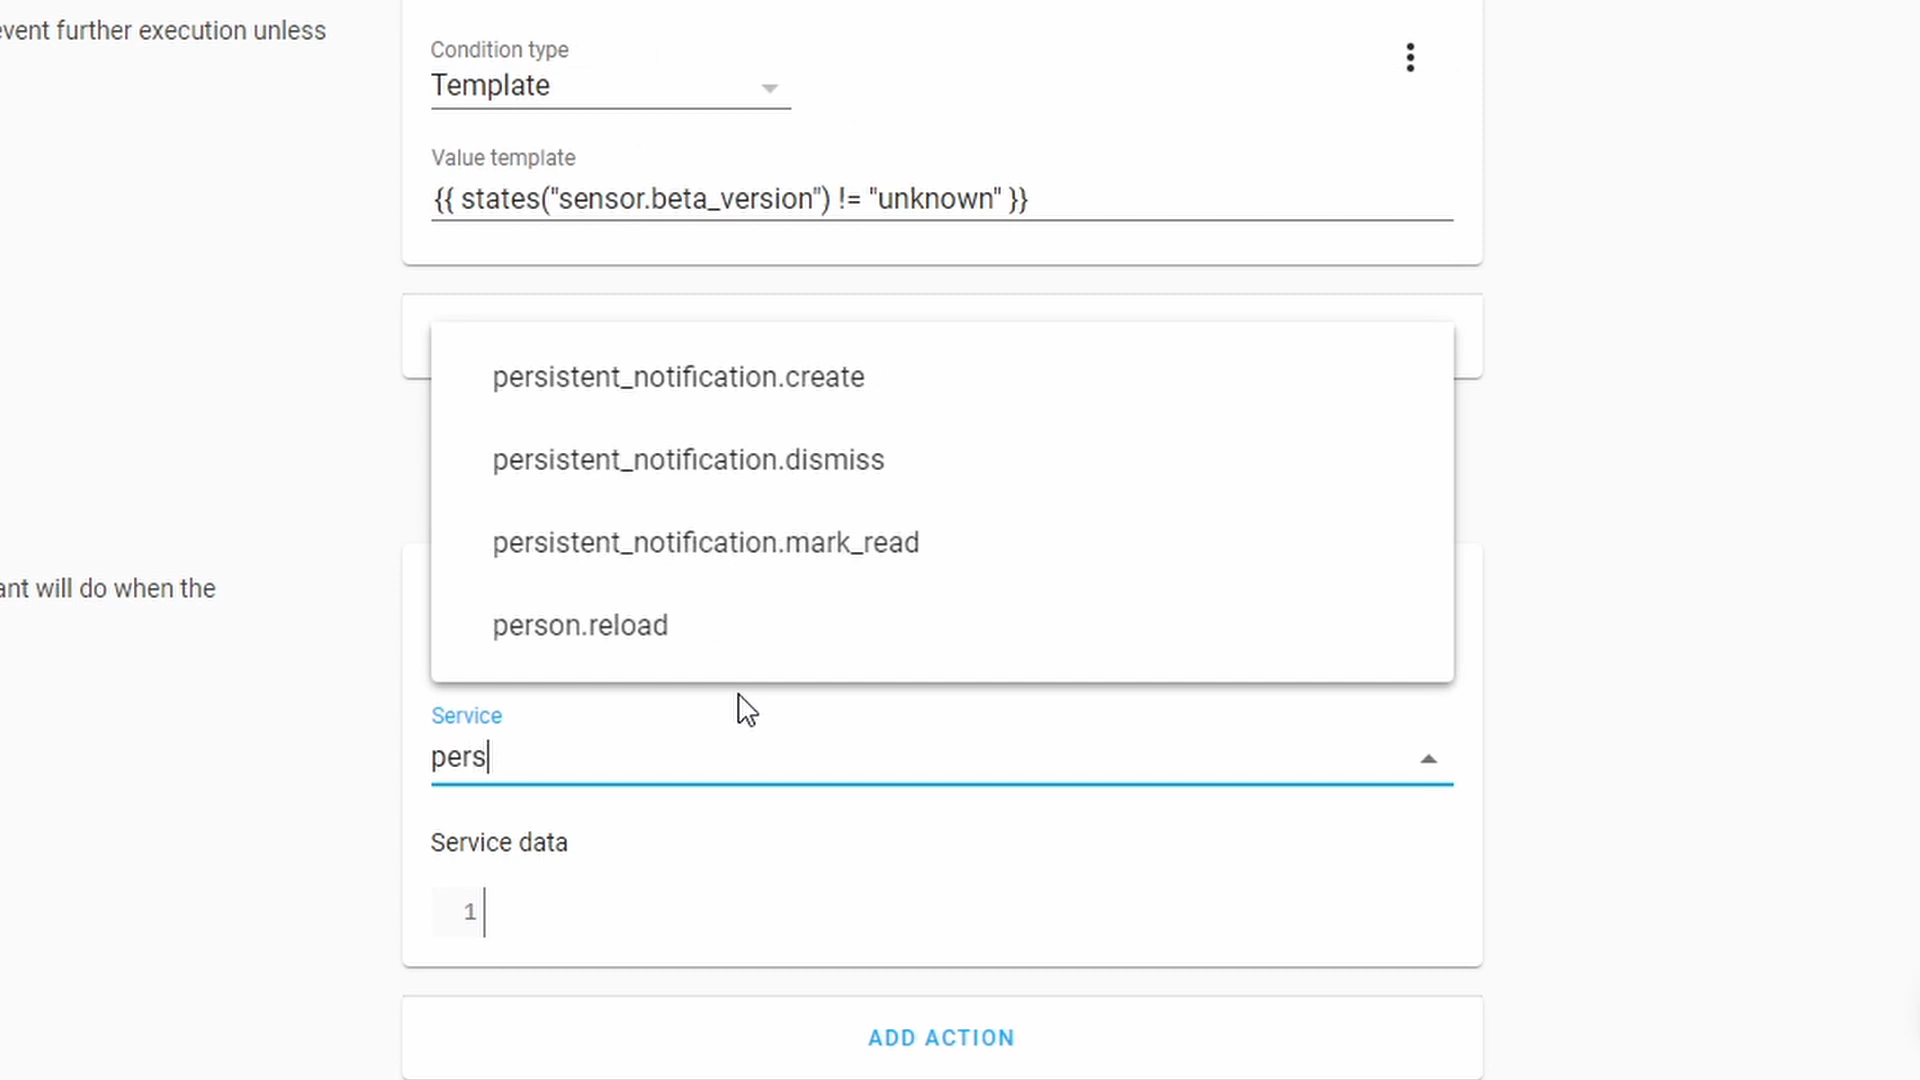 event further execution unless
Condition type
Template
Value template
{{ states("sensor.beta_version") != "unknown" }}
persistent_notification.create
persistent_notification.dismiss
persistent_notification.mark_read
ant will do when the
person.reload
Service
pers
Service data
1
ADD ACTION